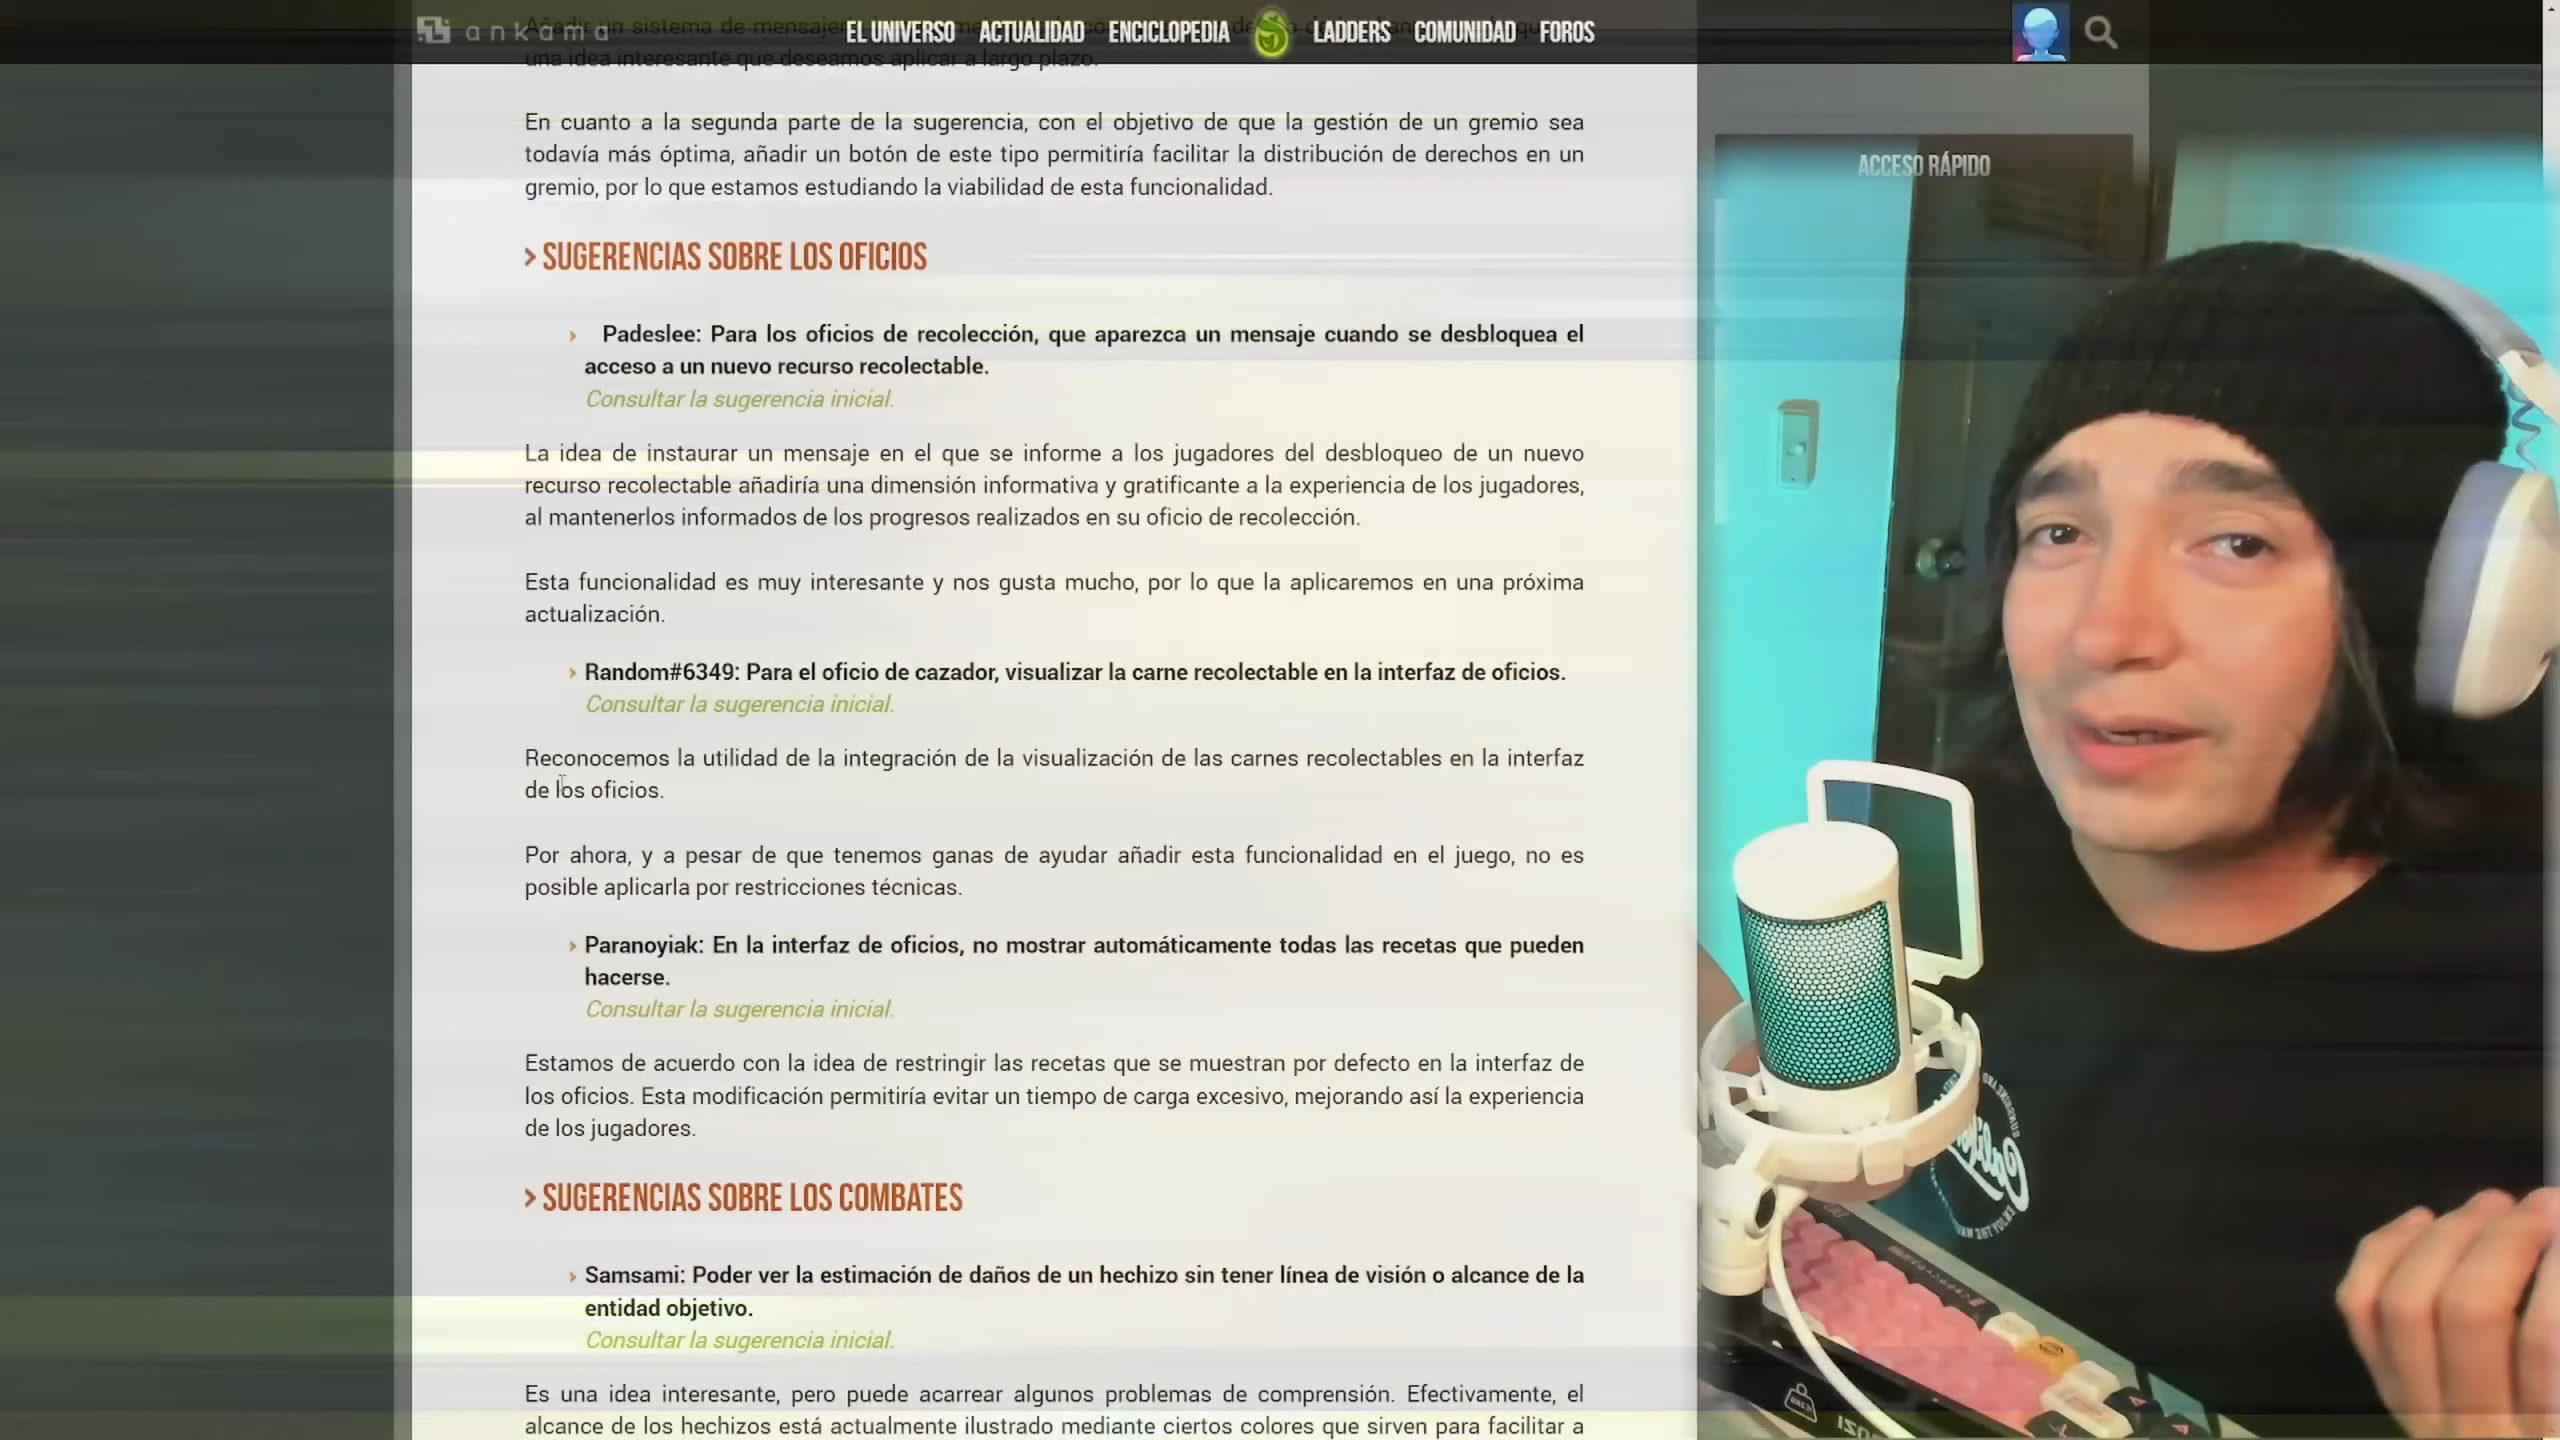 ankama
EL UNIVERSO ACTUALIDAD ENCICLOPEDIA LADDERS COMUNIDAD FOROS
Añadir un sistema de mensajer
una idea interesante que deseamos aplicar a largo plazo.
En cuanto a la segunda parte de la sugerencia, con el objetivo de que la gestión de un gremio sea
todavía más óptima, añadir un botón de este tipo permitiría facilitar la distribución de derechos en un
gremio, por lo que estamos estudiando la viabilidad de esta funcionalidad.
ACCESO RÁPIDO
> SUGERENCIAS SOBRE LOS OFICIOS
› Padeslee: Para los oficios de recolección, que aparezca un mensaje cuando se desbloquea el
acceso a un nuevo recurso recolectable.
Consultar la sugerencia inicial.
La idea de instaurar un mensaje en el que se informe a los jugadores del desbloqueo de un nuevo
recurso recolectable añadiría una dimensión informativa y gratificante a la experiencia de los jugadores,
al mantenerlos informados de los progresos realizados en su oficio de recolección.
Esta funcionalidad es muy interesante y nos gusta mucho, por lo que la aplicaremos en una próxima
actualización.
› Random#6349: Para el oficio de cazador, visualizar la carne recolectable en la interfaz de oficios.
Consultar la sugerencia inicial.
Reconocemos la utilidad de la integración de la visualización de las carnes recolectables en la interfaz
de los oficios.
Por ahora, y a pesar de que tenemos ganas de ayudar añadir esta funcionalidad en el juego, no es
posible aplicarla por restricciones técnicas.
› Paranoyiak: En la interfaz de oficios, no mostrar automáticamente todas las recetas que pueden
hacerse.
Consultar la sugerencia inicial.
Estamos de acuerdo con la idea de restringir las recetas que se muestran por defecto en la interfaz de
los oficios. Esta modificación permitiría evitar un tiempo de carga excesivo, mejorando así la experiencia
de los jugadores.
> SUGERENCIAS SOBRE LOS COMBATES
› Samsami: Poder ver la estimación de daños de un hechizo sin tener línea de visión o alcance de la
entidad objetivo.
Consultar la sugerencia inicial.
Es una idea interesante, pero puede acarrear algunos problemas de comprensión. Efectivamente, el
alcance de los hechizos está actualmente ilustrado mediante ciertos colores que sirven para facilitar a